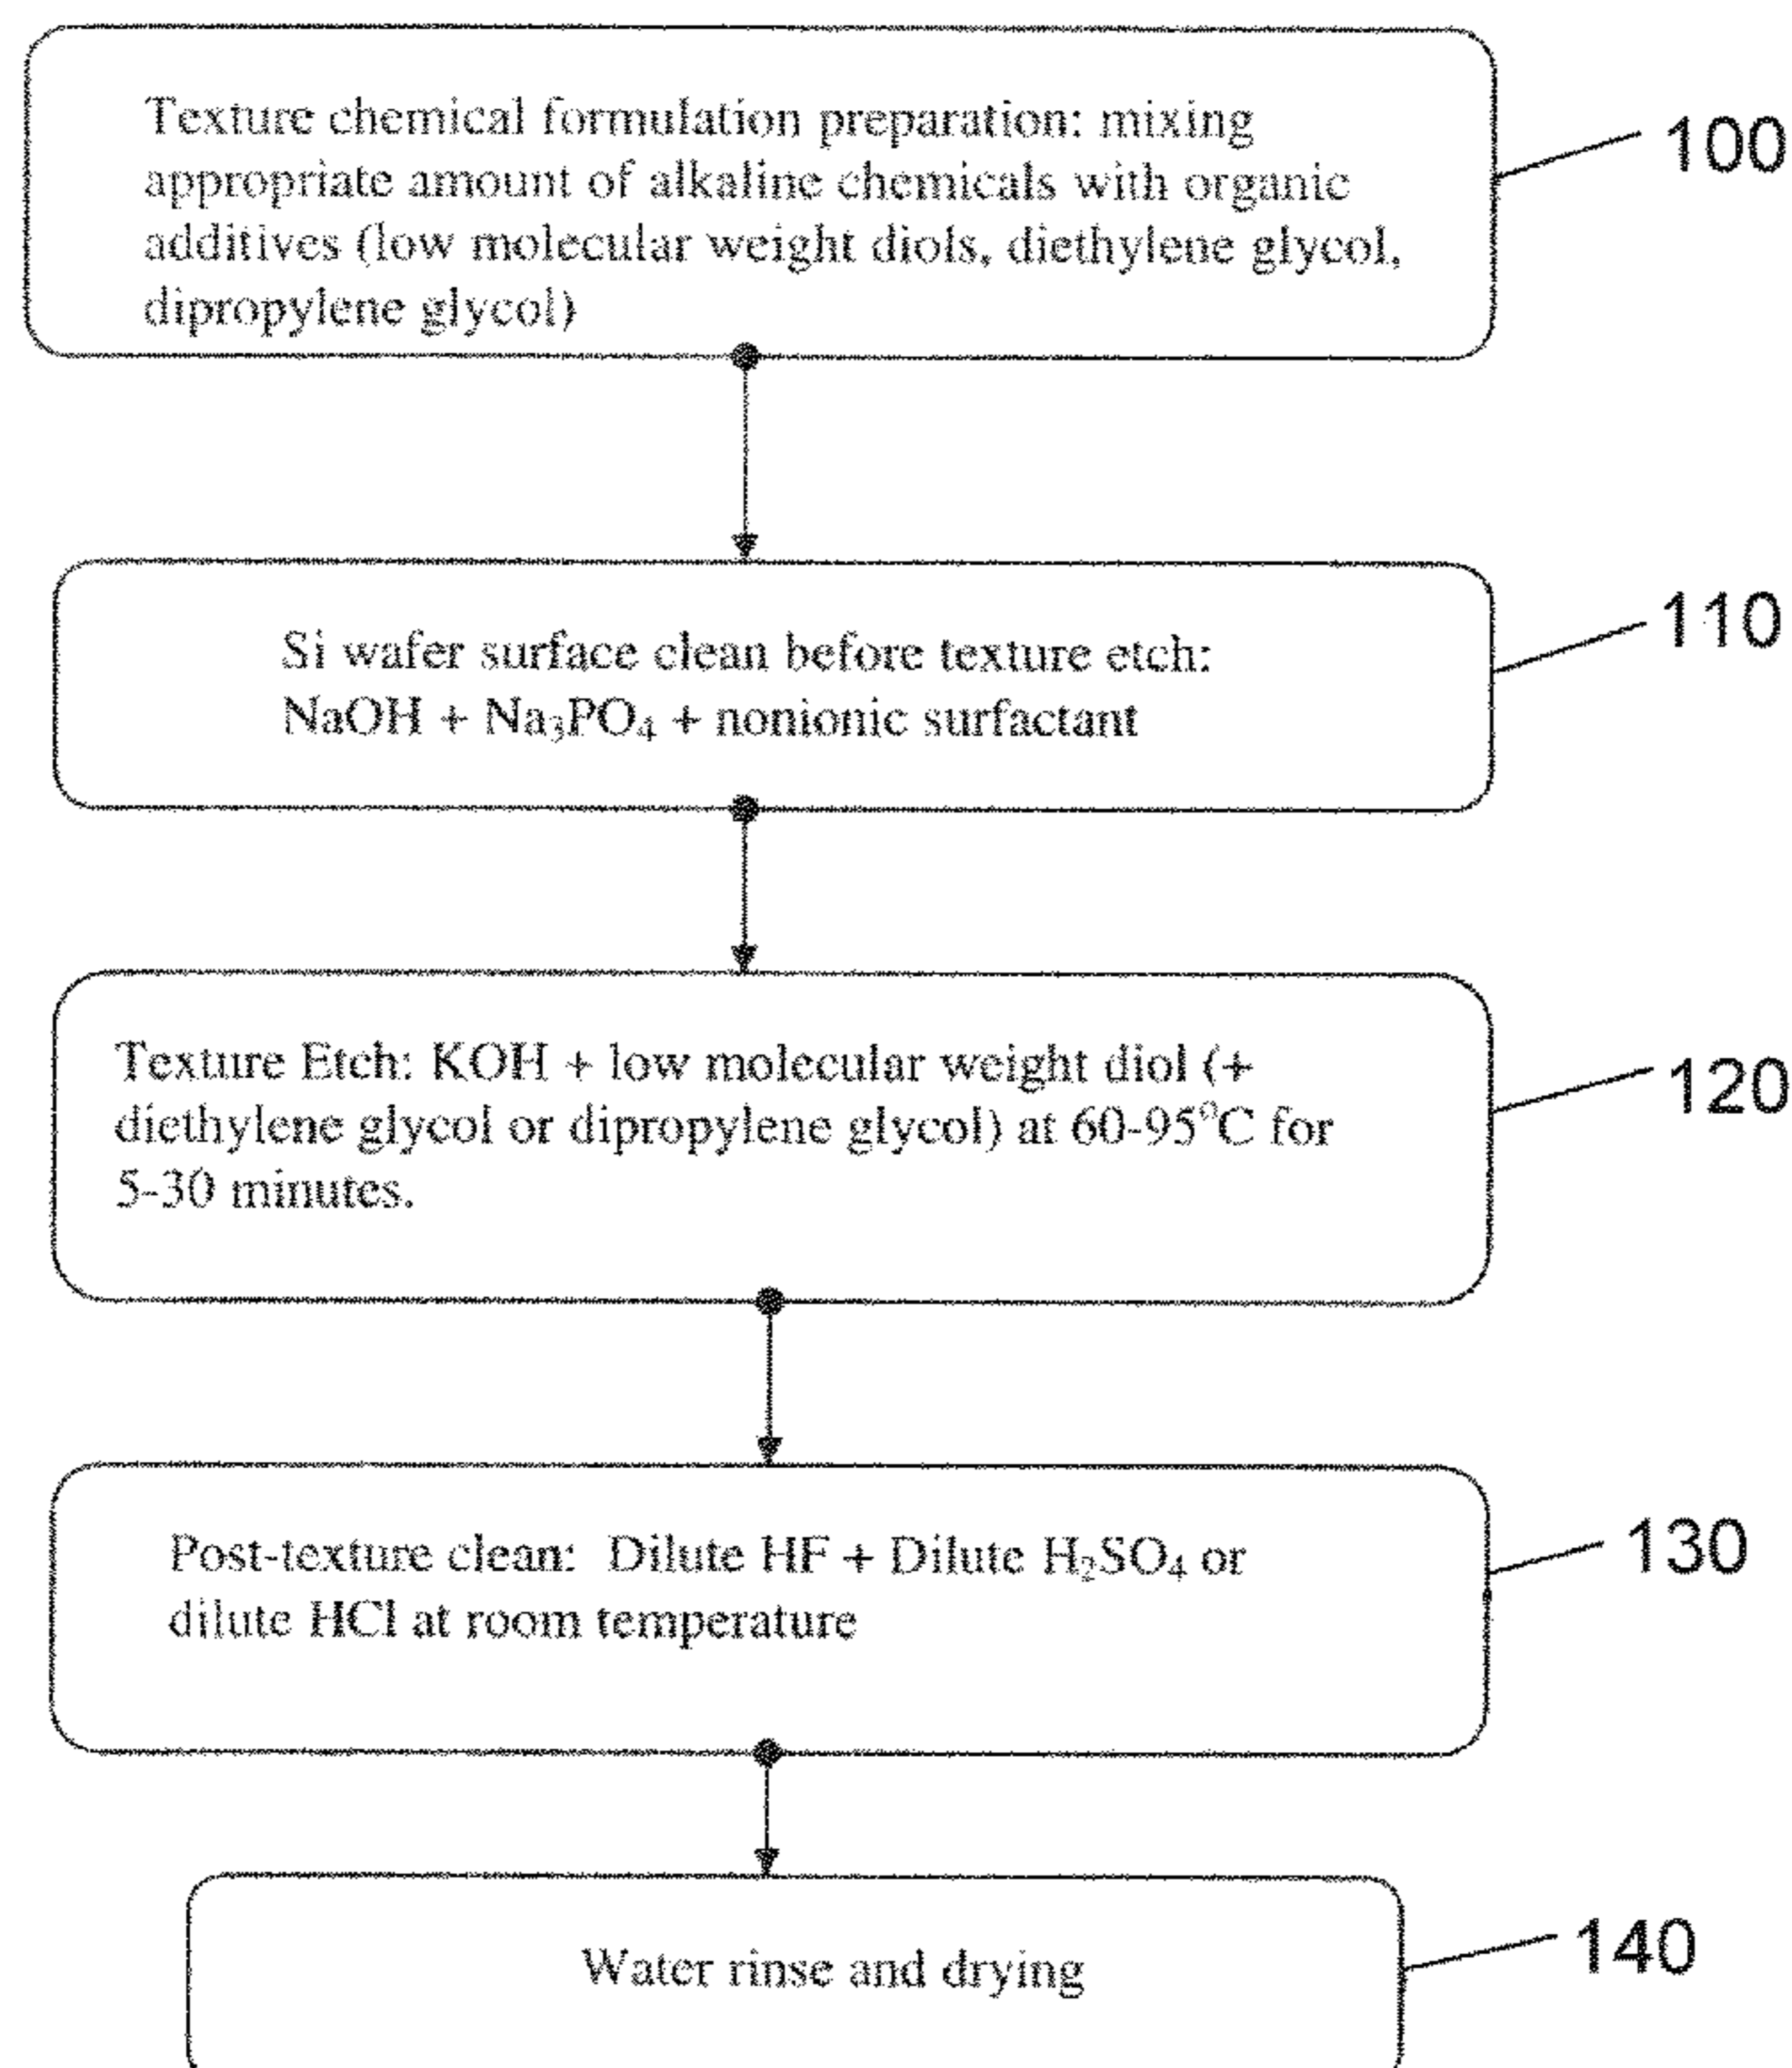 Texture chemical formulation preparation: mixing
appropriate amount of alkaline chemicals with organic
additives (low molecular weight diols, diethylene glycol,
dipropylene glycol)
100
Si wafer surface clean before texture etch:
NaOH + Na₃PO₄ + nonionic surfactant
110
Texture Etch: KOH + low molecular weight diol (+
diethylene glycol or dipropylene glycol) at 60-95°C for
5-30 minutes.
120
Post-texture clean:  Dilute HF + Dilute H₂SO₄ or
dilute HCl at room temperature
130
Water rinse and drying
140